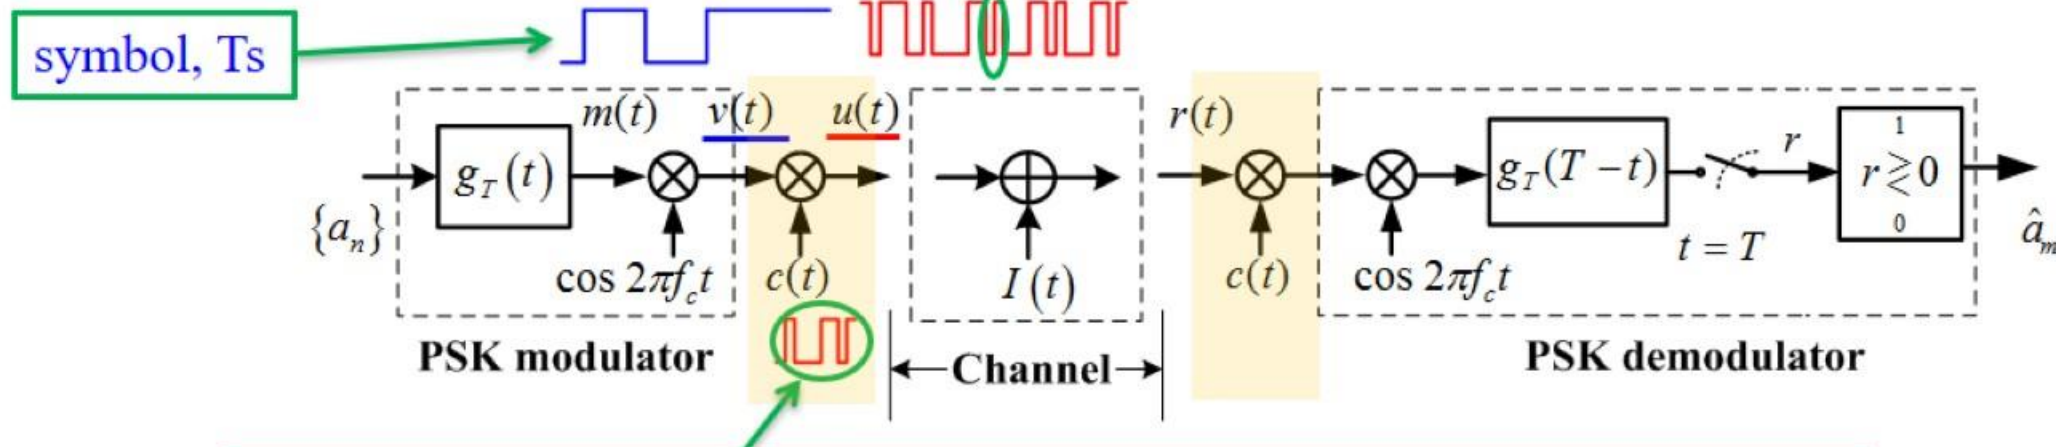 symbol, Ts
m(t)
v(t)
u(t)
r(t)
{a_n}
g_T(t)
cos 2πf_c t
c(t)
I(t)
c(t)
cos 2πf_c t
g_T(T − t)
t = T
r
1
r ≷ 0
0
â_m
PSK modulator
Channel
PSK demodulator